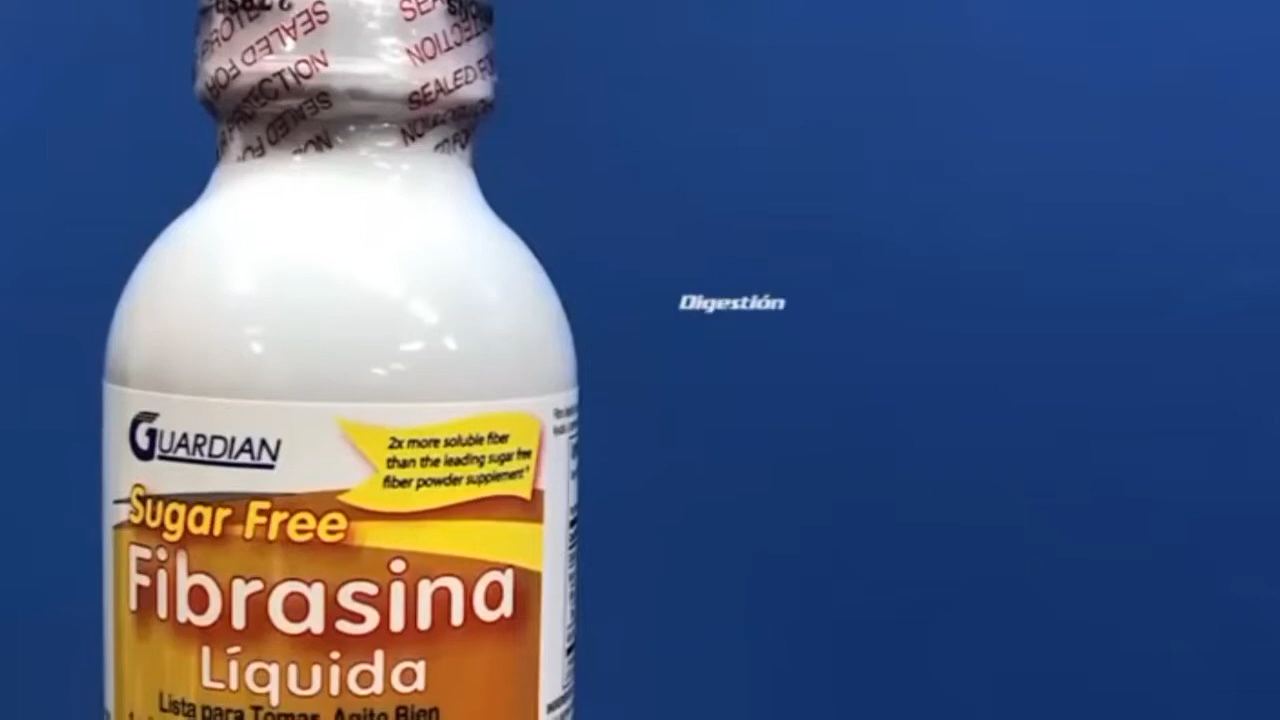 SEALED FOR
PROTECTION
SEALED FOR
Digestión
GUARDIAN
2x more soluble fiber
than the leading sugar free
fiber powder supplement
Sugar Free
Fibrasina
Líquida
Lista para Tomar, Agite Bien